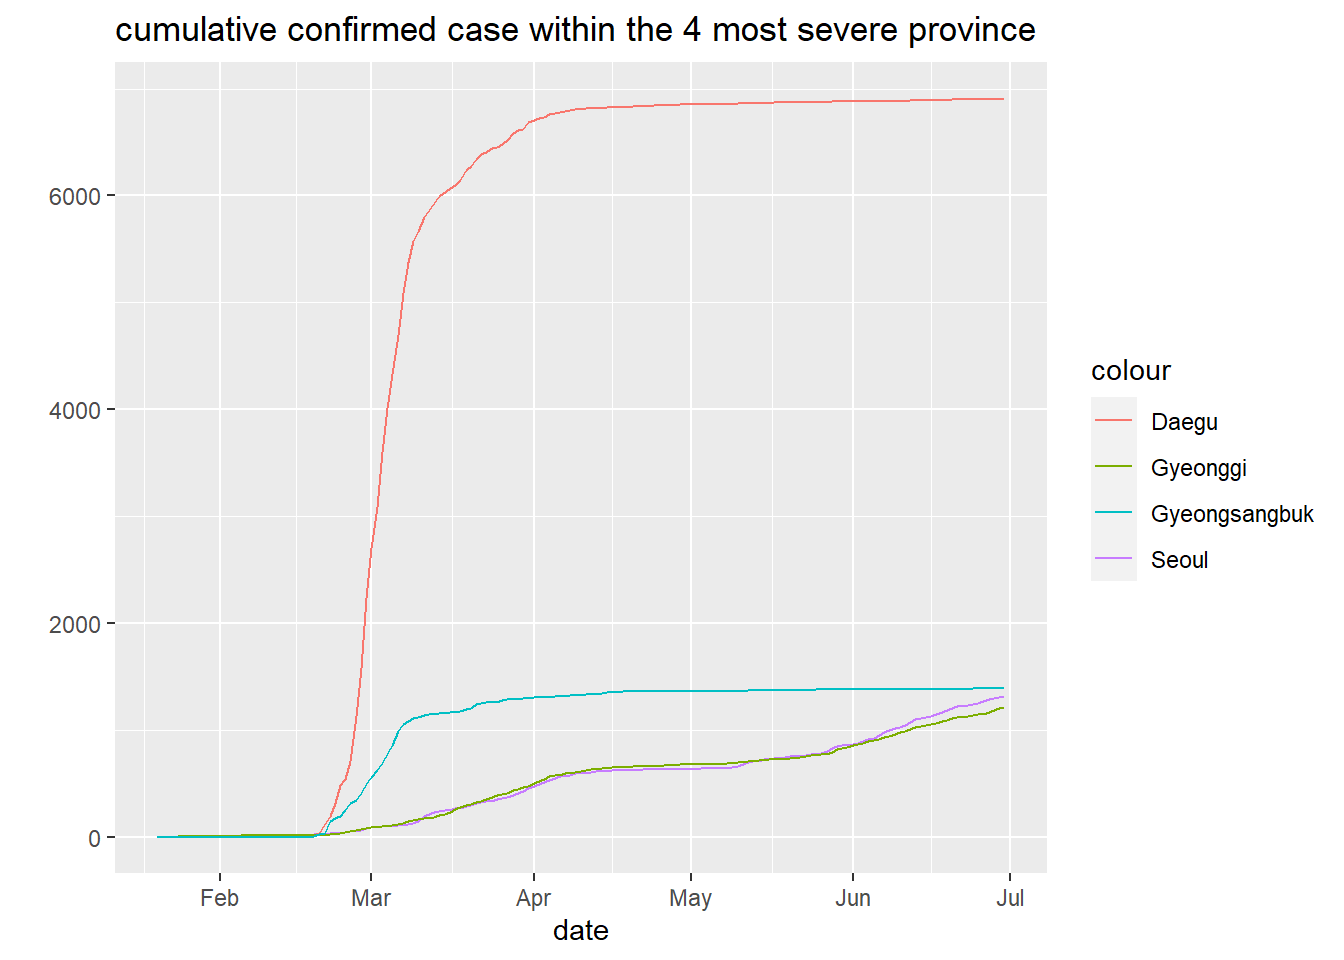 cumulative confirmed case within the 4 most severe province
6000
4000
2000
0
Feb Mar Apr May Jun Jul
date
colour
Daegu
Gyeonggi
Gyeongsangbuk
Seoul